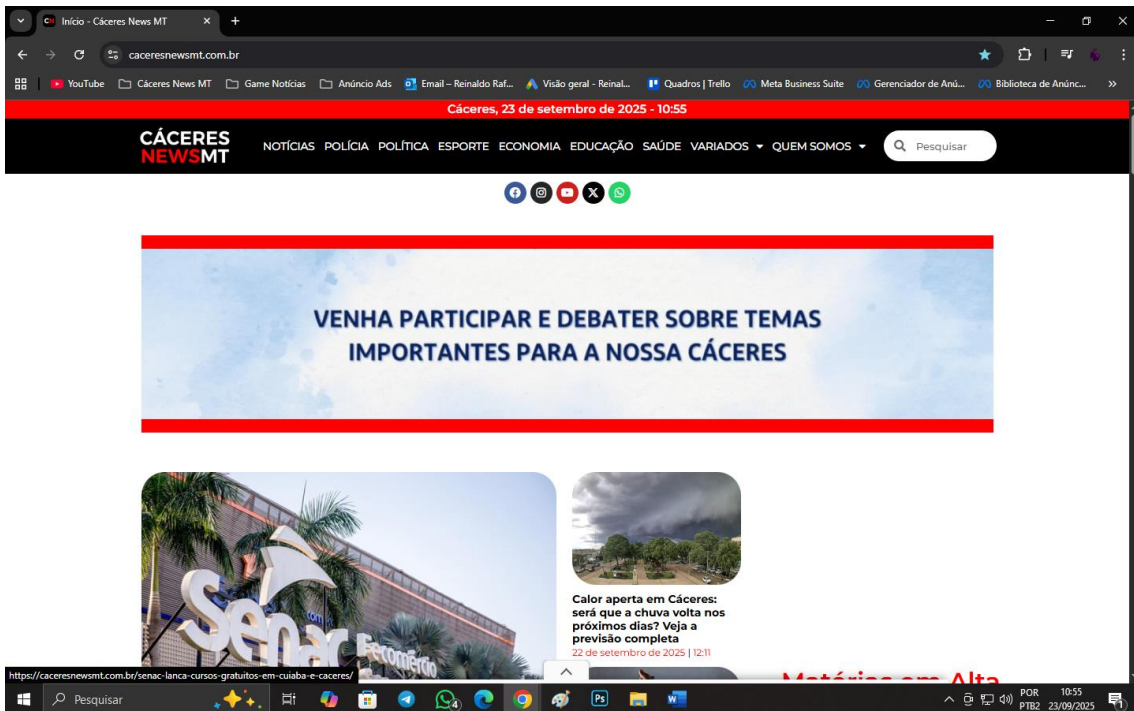 Início - Cáceres News MT
caceresnewsmt.com.br
YouTube Cáceres News MT Game Notícias Anúncio Ads Email – Reinaldo Raf... Visão geral - Reinal... Quadros | Trello Meta Business Suite Gerenciador de Anú... Biblioteca de Anúnc...
Cáceres, 23 de setembro de 2025 - 10:55
CÁCERES
NEWSMT
NOTÍCIAS POLÍCIA POLÍTICA ESPORTE ECONOMIA EDUCAÇÃO SAÚDE VARIADOS QUEM SOMOS Pesquisar
VENHA PARTICIPAR E DEBATER SOBRE TEMAS
IMPORTANTES PARA A NOSSA CÁCERES
Senac
Fecomércio
Calor aperta em Cáceres:
será que a chuva volta nos
próximos dias? Veja a
previsão completa
22 de setembro de 2025 | 12:11
Matérias em Alta
https://caceresnewsmt.com.br/senac-lanca-cursos-gratuitos-em-cuiaba-e-caceres/
Pesquisar
POR 10:55
PTB2 23/09/2025